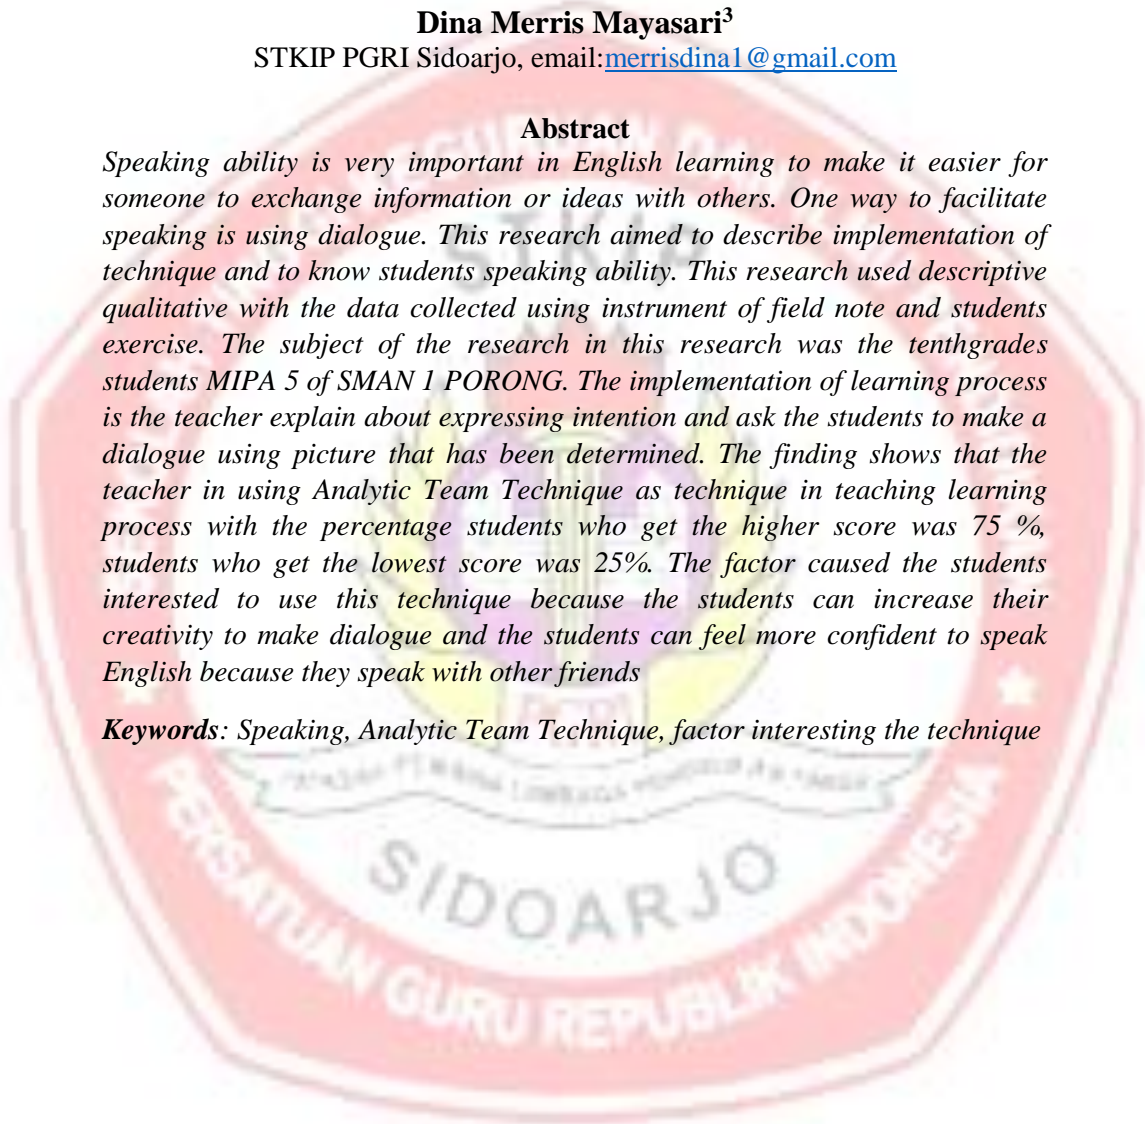 Dina Merris Mayasari3
STKIP PGRI Sidoarjo, email:merrisdina1@gmail.com
Abstract
Speaking ability is very important in English learning to make it easier for
someone to exchange information or ideas with others. One way to facilitate
speaking is using dialogue. This research aimed to describe implementation of
technique and to know students speaking ability. This research used descriptive
qualitative with the data collected using instrument of field note and students
exercise. The subject of the research in this research was the tenthgrades
students MIPA 5 of SMAN 1 PORONG. The implementation of learning process
is the teacher explain about expressing intention and ask the students to make a
dialogue using picture that has been determined. The finding shows that the
teacher in using Analytic Team Technique as technique in teaching learning
process with the percentage students who get the higher score was 75 %,
students who get the lowest score was 25%. The factor caused the students
interested to use this technique because the students can increase their
creativity to make dialogue and the students can feel more confident to speak
English because they speak with other friends
Keywords: Speaking, Analytic Team Technique, factor interesting the technique
STKIP
SIDOARJO
PERSATUAN GURU REPUBLIK INDONESIA